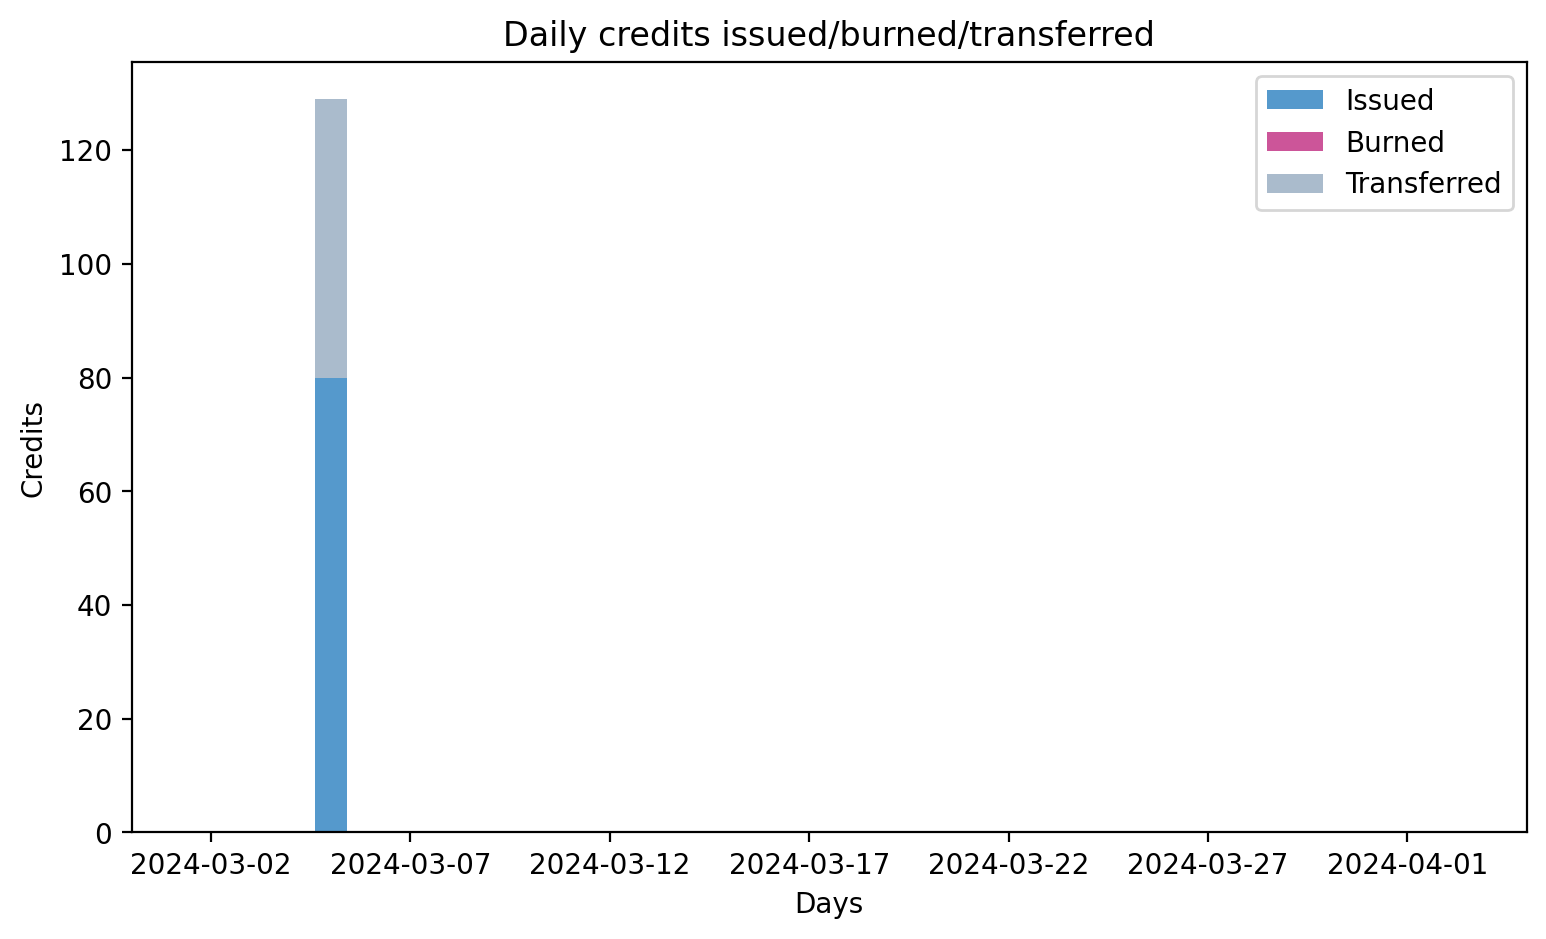 Daily credits issued/burned/transferred
Issued
Burned
Transferred
120
100
80
60
40
20
0
Credits
2024-03-02 2024-03-07 2024-03-12 2024-03-17 2024-03-22 2024-03-27 2024-04-01
Days